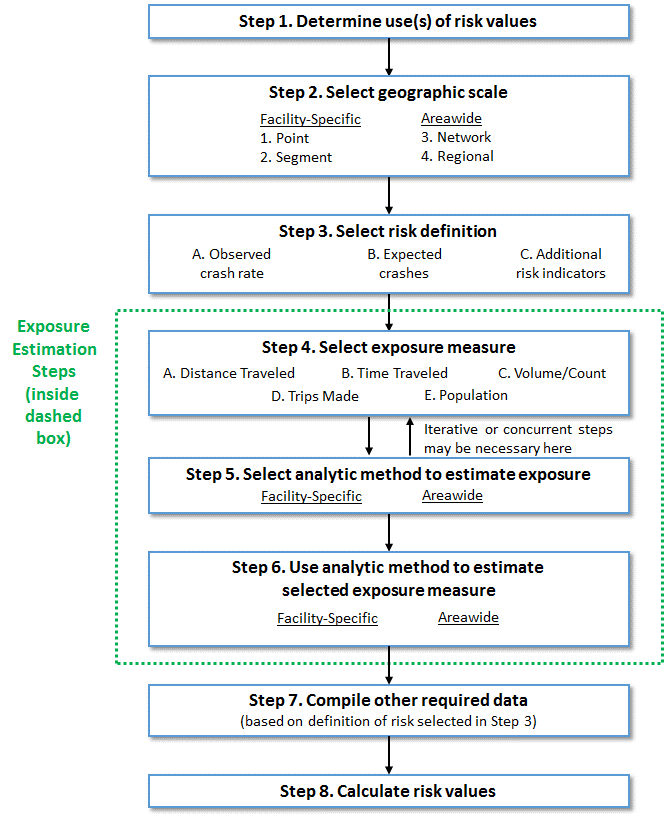 Step 1. Determine use(s) of risk values
Step 2. Select geographic scale
Facility-Specific Areawide
1. Point 3. Network
2. Segment 4. Regional
Step 3. Select risk definition
A. Observed B. Expected C. Additional
crash rate crashes risk indicators
Exposure
Estimation
Steps
(inside
dashed
box)
Step 4. Select exposure measure
A. Distance Traveled B. Time Traveled C. Volume/Count
D. Trips Made E. Population
Iterative or concurrent steps
may be necessary here
Step 5. Select analytic method to estimate exposure
Facility-Specific Areawide
Step 6. Use analytic method to estimate
selected exposure measure
Facility-Specific Areawide
Step 7. Compile other required data
(based on definition of risk selected in Step 3)
Step 8. Calculate risk values